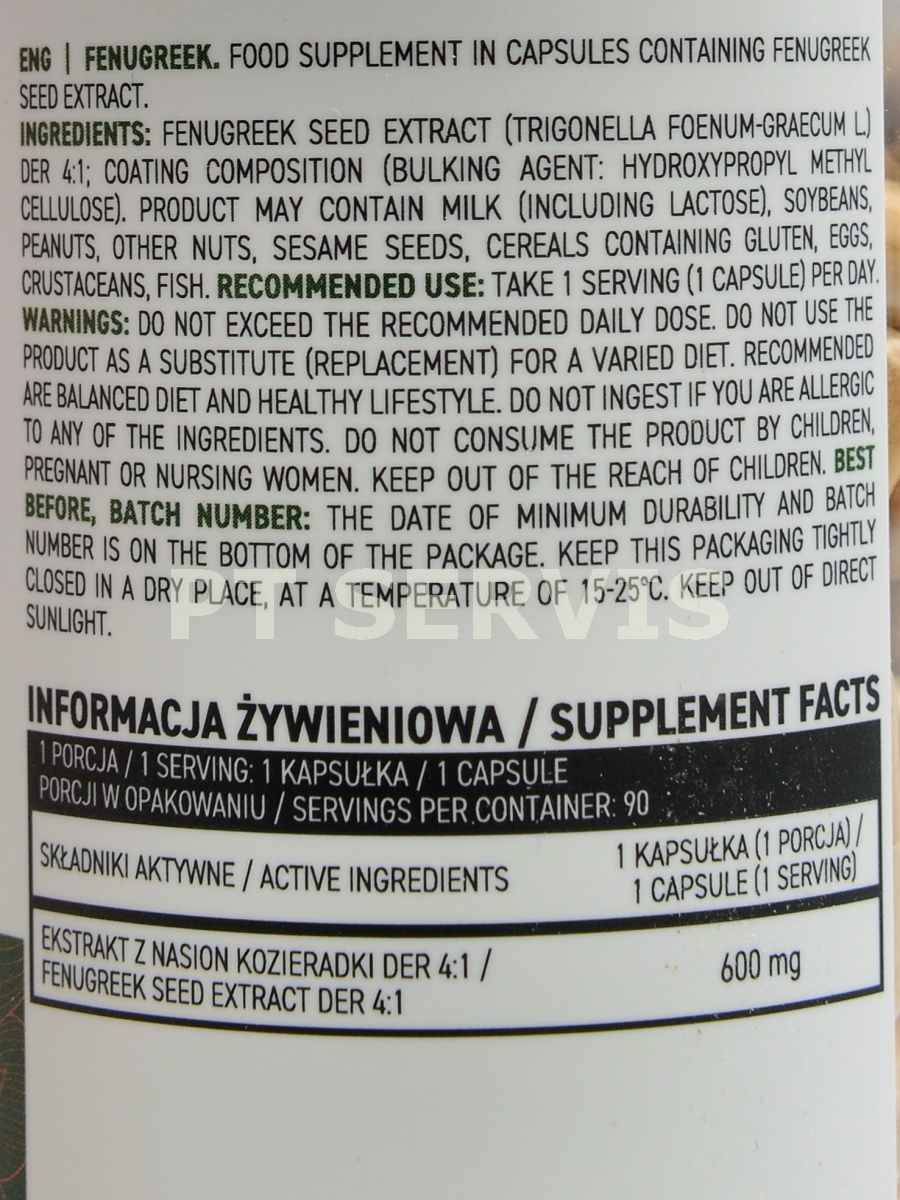 ENG | FENUGREEK. FOOD SUPPLEMENT IN CAPSULES CONTAINING FENUGREEK
SEED EXTRACT.
INGREDIENTS: FENUGREEK SEED EXTRACT (TRIGONELLA FOENUM-GRAECUM L.)
DER 4:1; COATING COMPOSITION (BULKING AGENT: HYDROXYPROPYL METHYL
CELLULOSE). PRODUCT MAY CONTAIN MILK (INCLUDING LACTOSE), SOYBEANS,
PEANUTS, OTHER NUTS, SESAME SEEDS, CEREALS CONTAINING GLUTEN, EGGS,
CRUSTACEANS, FISH. RECOMMENDED USE: TAKE 1 SERVING (1 CAPSULE) PER DAY.
WARNINGS: DO NOT EXCEED THE RECOMMENDED DAILY DOSE. DO NOT USE THE
PRODUCT AS A SUBSTITUTE (REPLACEMENT) FOR A VARIED DIET. RECOMMENDED
ARE BALANCED DIET AND HEALTHY LIFESTYLE. DO NOT INGEST IF YOU ARE ALLERGIC
TO ANY OF THE INGREDIENTS. DO NOT CONSUME THE PRODUCT BY CHILDREN,
PREGNANT OR NURSING WOMEN. KEEP OUT OF THE REACH OF CHILDREN. BEST
BEFORE, BATCH NUMBER: THE DATE OF MINIMUM DURABILITY AND BATCH
NUMBER IS ON THE BOTTOM OF THE PACKAGE. KEEP THIS PACKAGING TIGHTLY
CLOSED IN A DRY PLACE, AT A TEMPERATURE OF 15-25°C. KEEP OUT OF DIRECT
SUNLIGHT.
PT SERVIS
INFORMACJA ŻYWIENIOWA / SUPPLEMENT FACTS
1 PORCJA / 1 SERVING: 1 KAPSUŁKA / 1 CAPSULE
PORCJI W OPAKOWANIU / SERVINGS PER CONTAINER: 90
SKŁADNIKI AKTYWNE / ACTIVE INGREDIENTS
1 KAPSUŁKA (1 PORCJA) /
1 CAPSULE (1 SERVING)
EKSTRAKT Z NASION KOZIERADKI DER 4:1 /
FENUGREEK SEED EXTRACT DER 4:1
600 mg